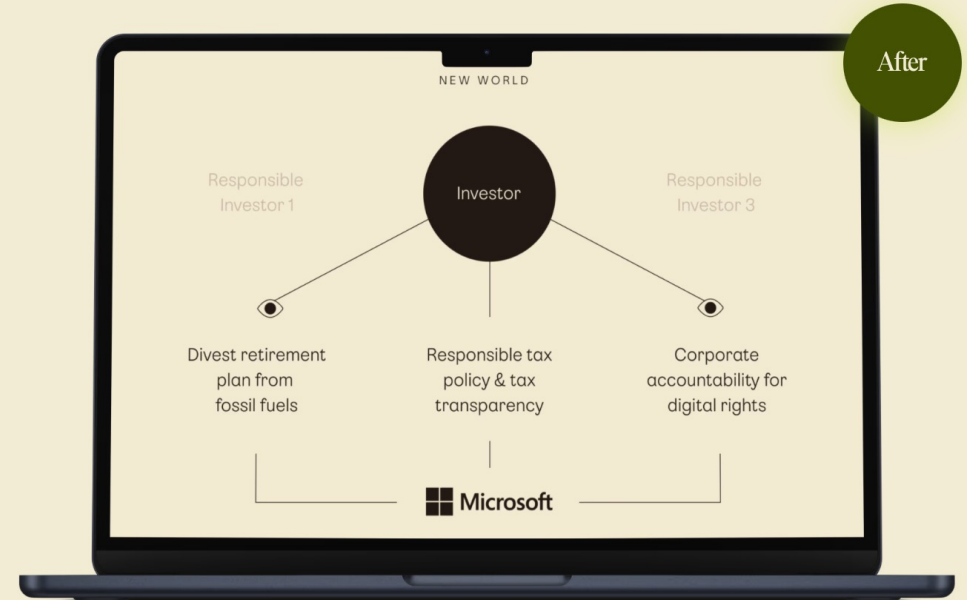 After
NEW WORLD
Responsible
Investor 1
Investor
Responsible
Investor 3
Divest retirement
plan from
fossil fuels
Responsible tax
policy & tax
transparency
Corporate
accountability for
digital rights
Microsoft